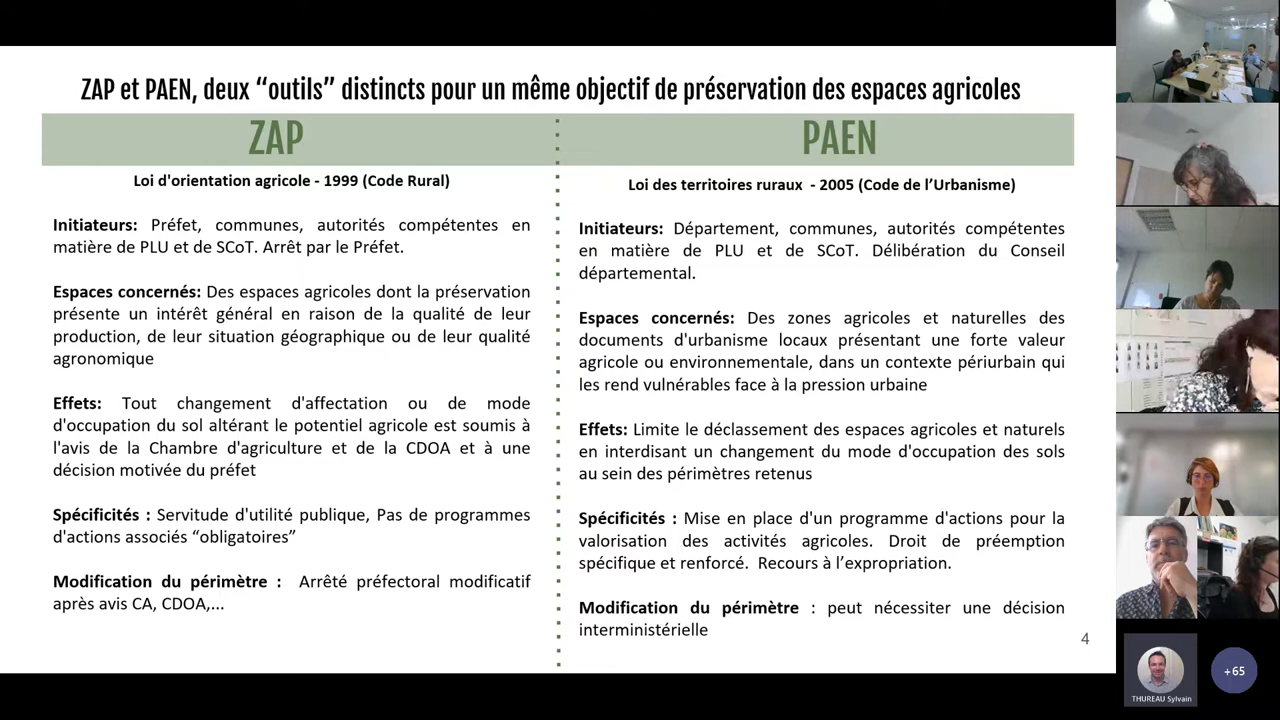 ZAP et PAEN, deux “outils” distincts pour un même objectif de préservation des espaces agricoles
ZAP
Loi d'orientation agricole - 1999 (Code Rural)
Initiateurs: Préfet, communes, autorités compétentes en
matière de PLU et de SCoT. Arrêt par le Préfet.
Espaces concernés: Des espaces agricoles dont la préservation
présente un intérêt général en raison de la qualité de leur
production, de leur situation géographique ou de leur qualité
agronomique
Effets: Tout changement d'affectation ou de mode
d'occupation du sol altérant le potentiel agricole est soumis à
l'avis de la Chambre d'agriculture et de la CDOA et à une
décision motivée du préfet
Spécificités : Servitude d'utilité publique, Pas de programmes
d'actions associés “obligatoires”
Modification du périmètre : Arrêté préfectoral modificatif
après avis CA, CDOA,...
PAEN
Loi des territoires ruraux - 2005 (Code de l’Urbanisme)
Initiateurs: Département, communes, autorités compétentes
en matière de PLU et de SCoT. Délibération du Conseil
départemental.
Espaces concernés: Des zones agricoles et naturelles des
documents d'urbanisme locaux présentant une forte valeur
agricole ou environnementale, dans un contexte périurbain qui
les rend vulnérables face à la pression urbaine
Effets: Limite le déclassement des espaces agricoles et naturels
en interdisant un changement du mode d'occupation des sols
au sein des périmètres retenus
Spécificités : Mise en place d'un programme d'actions pour la
valorisation des activités agricoles. Droit de préemption
spécifique et renforcé. Recours à l’expropriation.
Modification du périmètre : peut nécessiter une décision
interministérielle
4
THUREAU Sylvain
+65